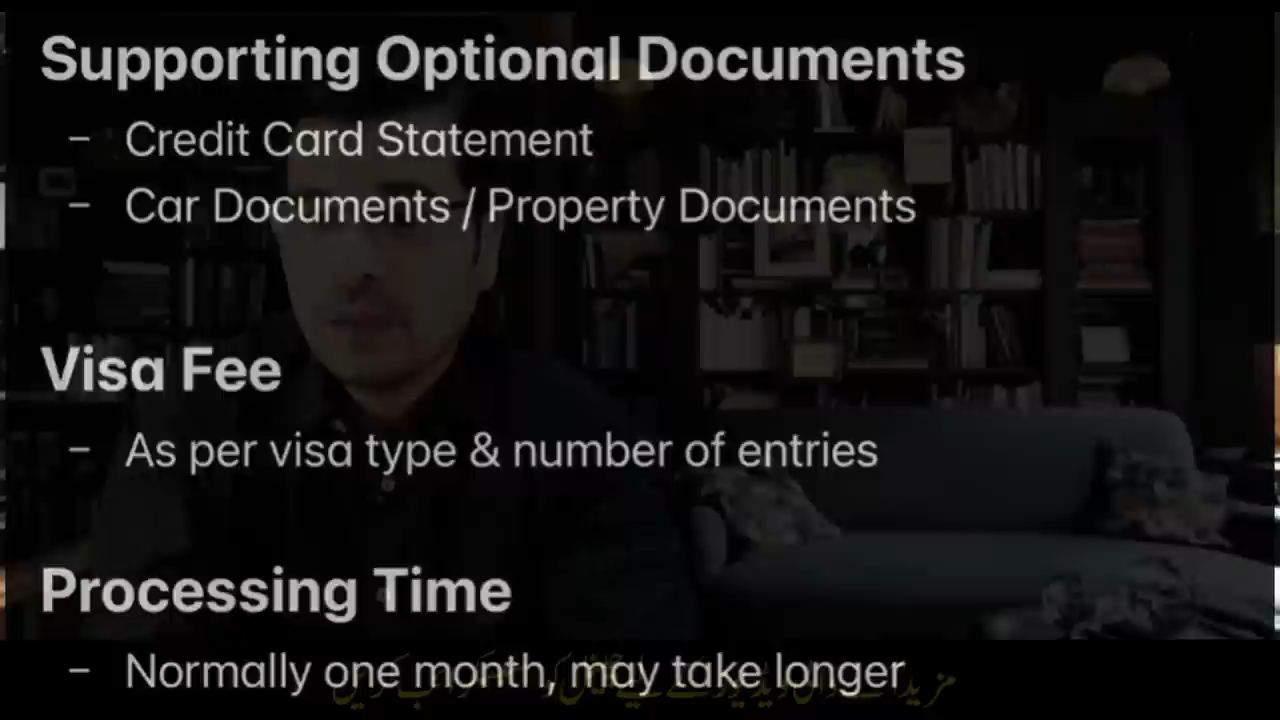 Supporting Optional Documents
– Credit Card Statement
– Car Documents / Property Documents
Visa Fee
– As per visa type & number of entries
Processing Time
– Normally one month, may take longer